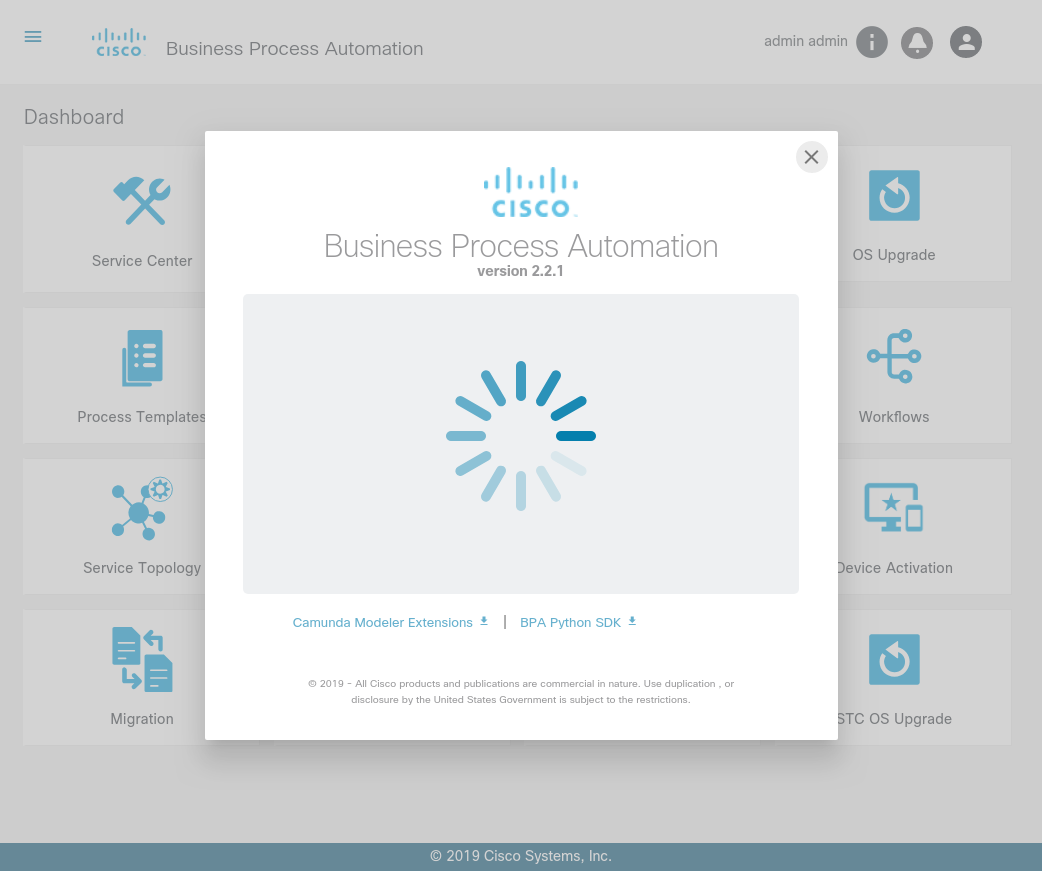 CISCO
Business Process Automation
admin admin
Dashboard
CISCO
Business Process Automation
version 2.2.1
Service Center
OS Upgrade
Process Templates
Workflows
Service Topology
Device Activation
Camunda Modeler Extensions | BPA Python SDK
© 2019 - All Cisco products and publications are commercial in nature. Use duplication , or
disclosure by the United States Government is subject to the restrictions.
Migration
STC OS Upgrade
© 2019 Cisco Systems, Inc.